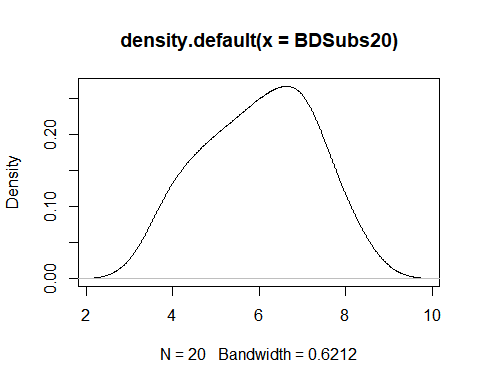 density.default(x = BDSubs20)
Density
0.20
0.10
0.00
2 4 6 8 10
N = 20 Bandwidth = 0.6212